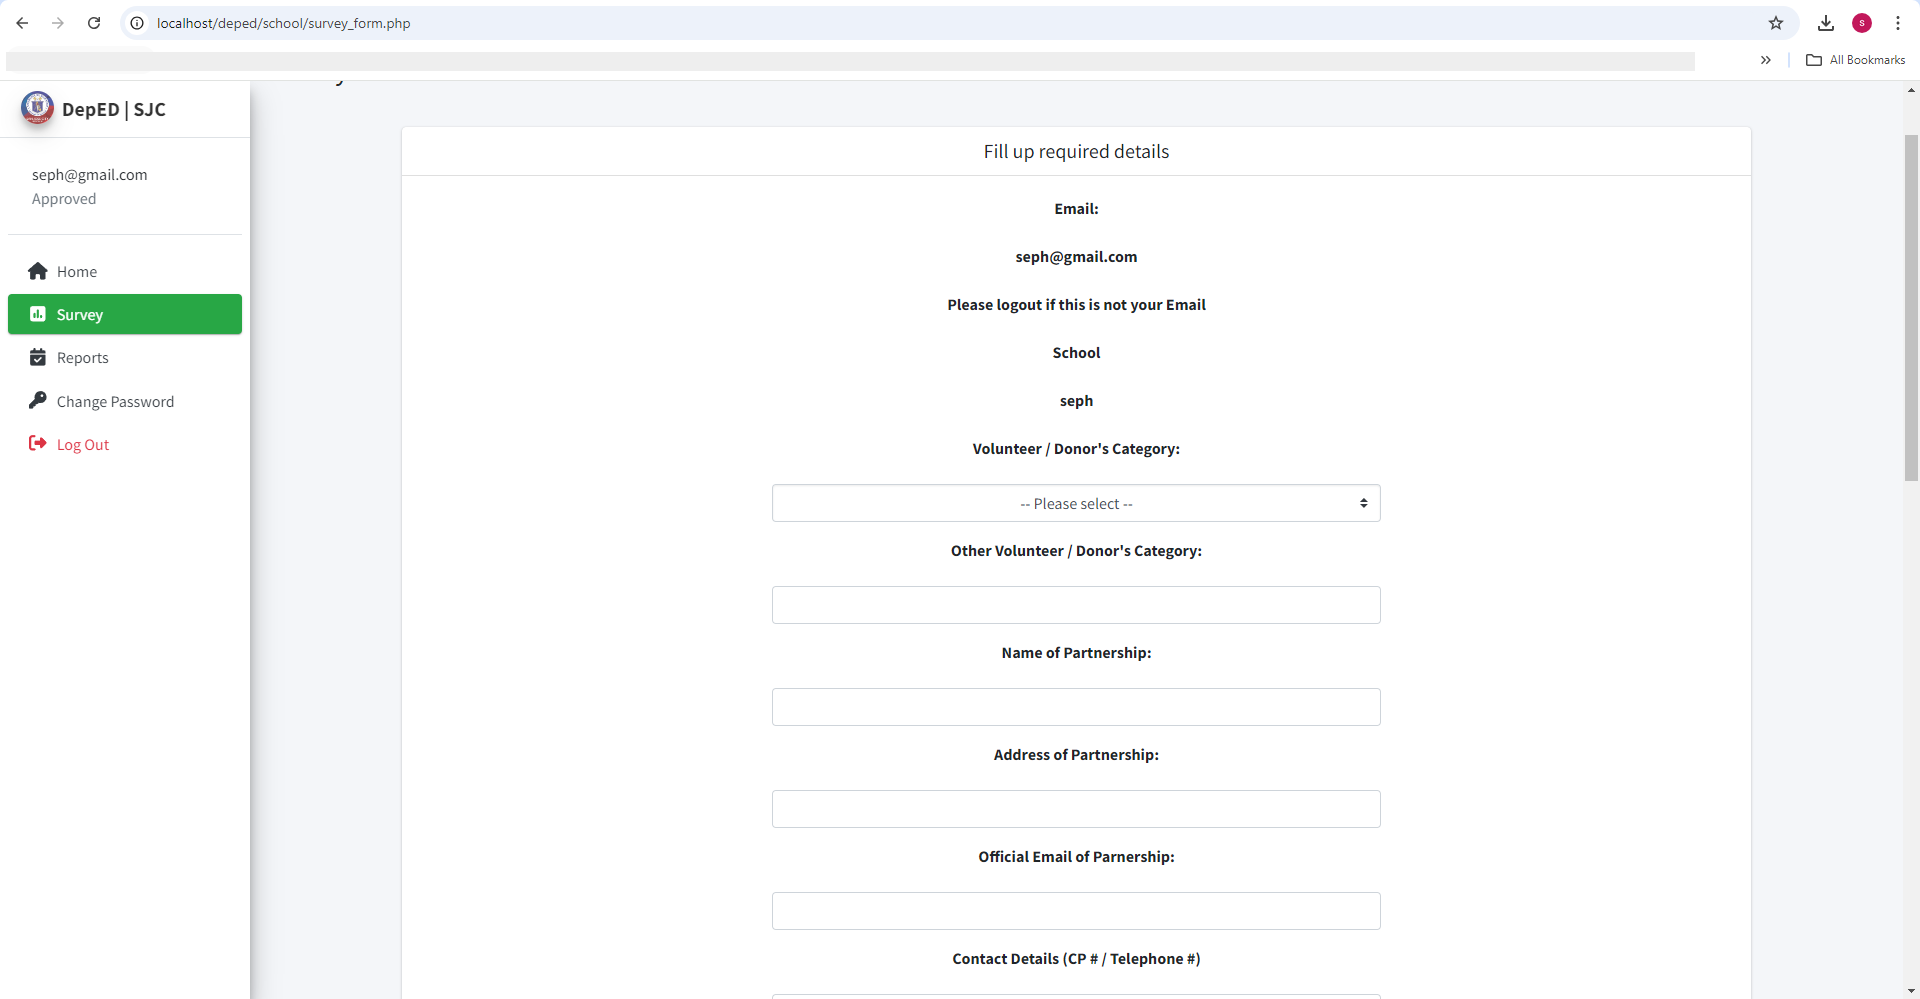 localhost/deped/school/survey_form.php
S
All Bookmarks
DepED | SJC
seph@gmail.com
Approved
Home
Survey
Reports
Change Password
Log Out
Fill up required details
Email:
seph@gmail.com
Please logout if this is not your Email
School
seph
Volunteer / Donor's Category:
-- Please select --
Other Volunteer / Donor's Category:
Name of Partnership:
Address of Partnership:
Official Email of Parnership:
Contact Details (CP # / Telephone #)